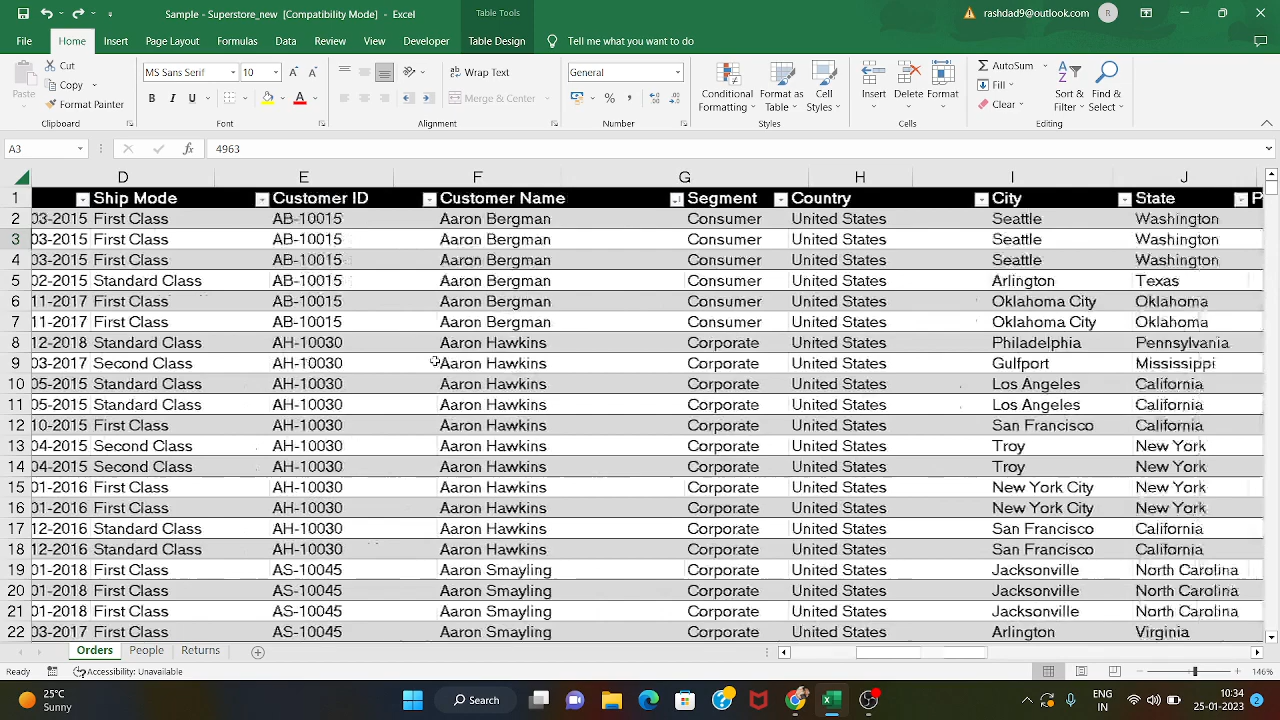 Sample - Superstore_new  [Compatibility Mode]  -  Excel
Table Tools
rashdad9@outlook.com
R
File
Home
Insert
Page Layout
Formulas
Data
Review
View
Developer
Table Design
Tell me what you want to do
Paste
Cut
Copy
Format Painter
MS Sans Serif
10
B
I
U
A
Wrap Text
Merge & Center
General
%
Conditional Formatting
Format as Table
Cell Styles
Insert
Delete
Format
AutoSum
Fill
Clear
Sort & Filter
Find & Select
Clipboard
Font
Alignment
Number
Styles
Cells
Editing
A3
fx
4963
D E F G H I J
1 Ship Mode Customer ID Customer Name Segment Country City State P
2 03-2015 First Class AB-10015 Aaron Bergman Consumer United States Seattle Washington
3 03-2015 First Class AB-10015 Aaron Bergman Consumer United States Seattle Washington
4 03-2015 First Class AB-10015 Aaron Bergman Consumer United States Seattle Washington
5 02-2015 Standard Class AB-10015 Aaron Bergman Consumer United States Arlington Texas
6 11-2017 First Class AB-10015 Aaron Bergman Consumer United States Oklahoma City Oklahoma
7 11-2017 First Class AB-10015 Aaron Bergman Consumer United States Oklahoma City Oklahoma
8 12-2018 Standard Class AH-10030 Aaron Hawkins Corporate United States Philadelphia Pennsylvania
9 03-2017 Second Class AH-10030 Aaron Hawkins Corporate United States Gulfport Mississippi
10 05-2015 Standard Class AH-10030 Aaron Hawkins Corporate United States Los Angeles California
11 05-2015 Standard Class AH-10030 Aaron Hawkins Corporate United States Los Angeles California
12 10-2015 First Class AH-10030 Aaron Hawkins Corporate United States San Francisco California
13 04-2015 Second Class AH-10030 Aaron Hawkins Corporate United States Troy New York
14 04-2015 Second Class AH-10030 Aaron Hawkins Corporate United States Troy New York
15 01-2016 First Class AH-10030 Aaron Hawkins Corporate United States New York City New York
16 01-2016 First Class AH-10030 Aaron Hawkins Corporate United States New York City New York
17 12-2016 Standard Class AH-10030 Aaron Hawkins Corporate United States San Francisco California
18 12-2016 Standard Class AH-10030 Aaron Hawkins Corporate United States San Francisco California
19 01-2018 First Class AS-10045 Aaron Smayling Corporate United States Jacksonville North Carolina
20 01-2018 First Class AS-10045 Aaron Smayling Corporate United States Jacksonville North Carolina
21 01-2018 First Class AS-10045 Aaron Smayling Corporate United States Jacksonville North Carolina
22 03-2017 First Class AS-10045 Aaron Smayling Corporate United States Arlington Virginia
Orders
People
Returns
Ready
Accessibility: Unavailable
146%
25°C
Sunny
Search
ENG
IN
10:34
25-01-2023